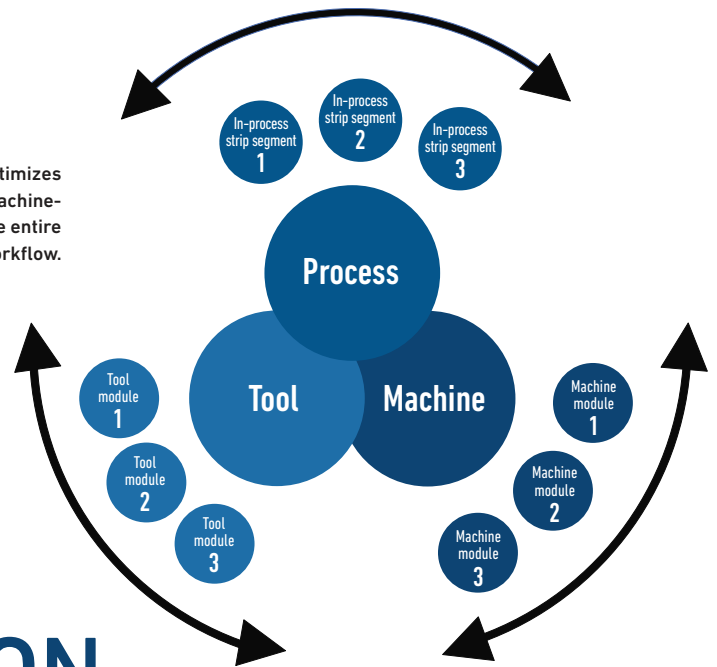 In-process
strip segment
1
In-process
strip segment
2
In-process
strip segment
3
timizes
achine-
e entire
rkflow.
Process
Tool
Machine
Tool
module
1
Tool
module
2
Tool
module
3
Machine
module
1
Machine
module
2
Machine
module
3
ON